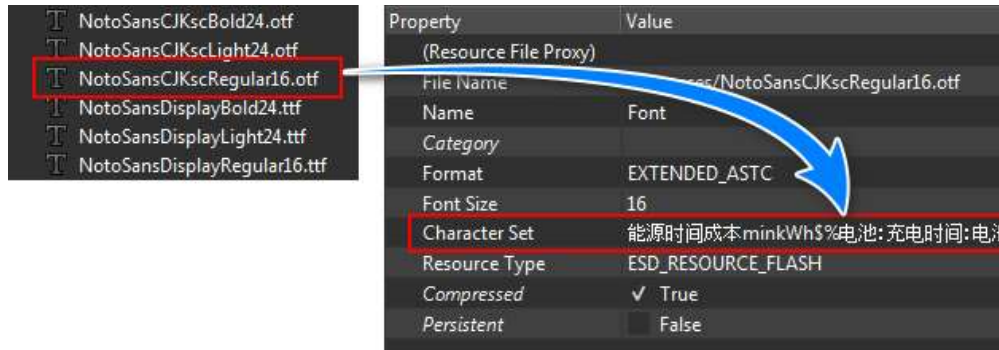 NotoSansCJKscBold24.otf
NotoSansCJKscLight24.otf
NotoSansCJKscRegular16.otf
NotoSansDisplayBold24.ttf
NotoSansDisplayLight24.ttf
NotoSansDisplayRegular16.ttf
Property Value
(Resource File Proxy)
File Name /NotoSansCJKscRegular16.otf
Name Font
Category
Format EXTENDED_ASTC
Font Size 16
Character Set 能源时间成本minkWh$%电池:充电时间:电池
Resource Type ESD_RESOURCE_FLASH
Compressed ✓ True
Persistent False